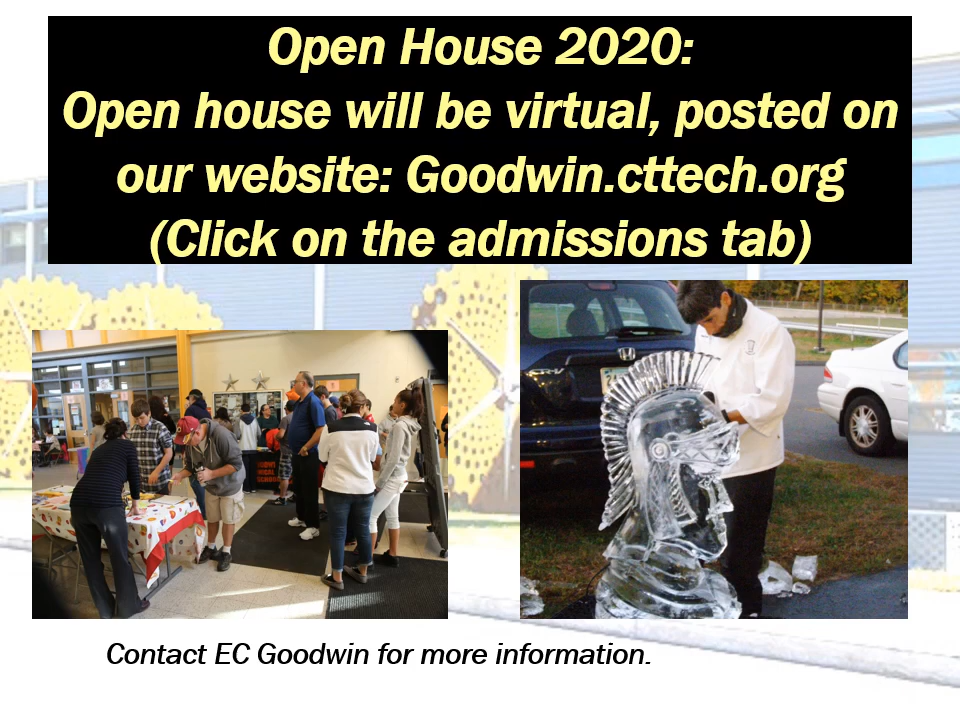 Open House 2020:
Open house will be virtual, posted on
our website: Goodwin.cttech.org
(Click on the admissions tab)
Contact EC Goodwin for more information.